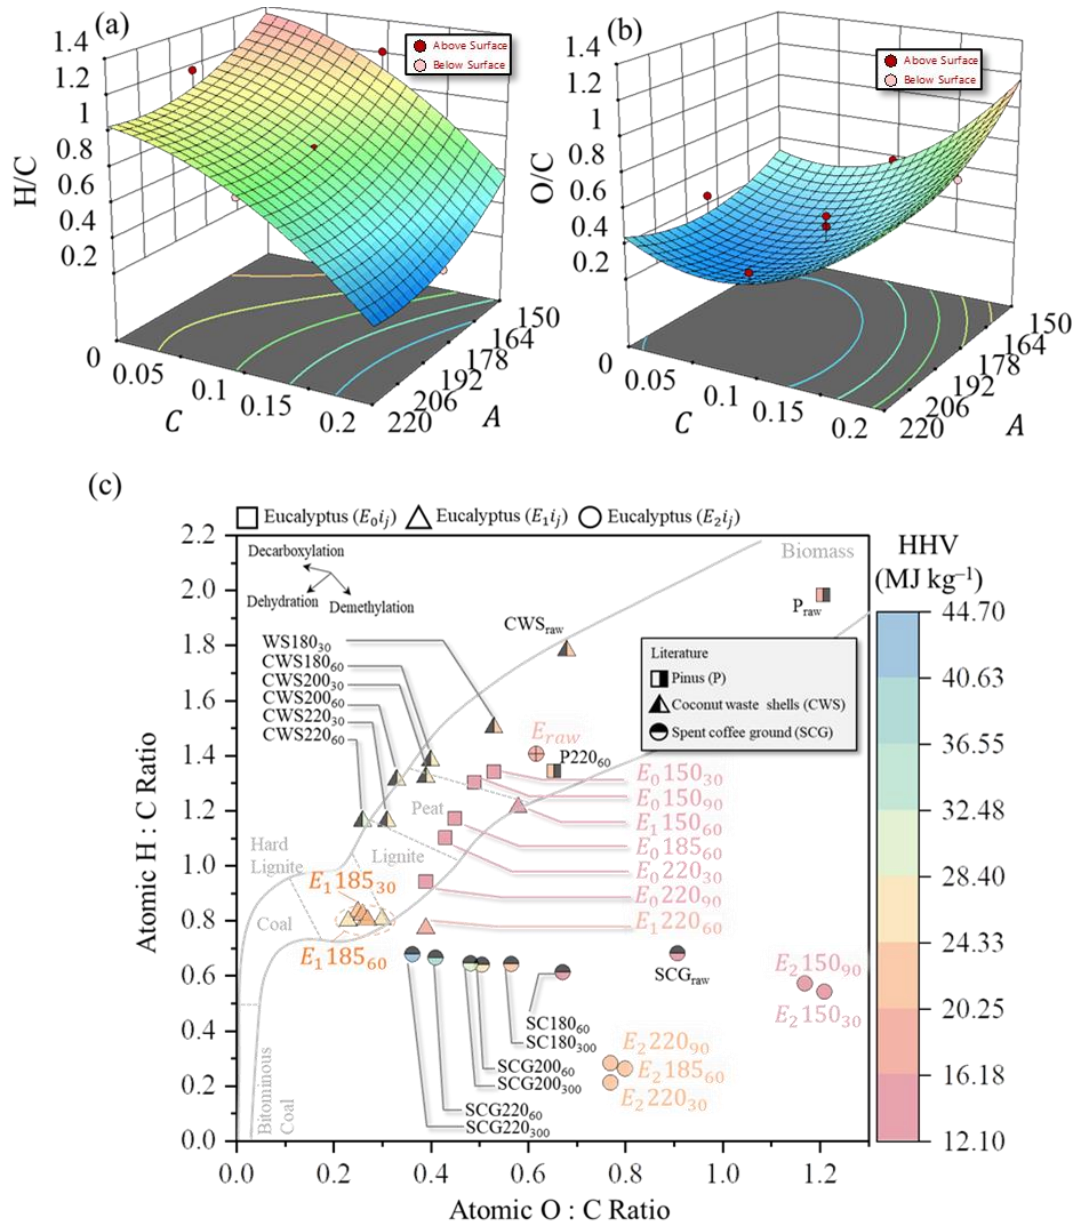 (a)
Above Surface
Below Surface
1.4
1.2
1
0.8
0.6
0.4
0.2
H/C
0
0.05
0.1
0.15
0.2
C
150
164
178
192
206
220
A
(b)
Above Surface
Below Surface
1.4
1.2
1
0.8
0.6
0.4
0.2
O/C
0
0.05
0.1
0.15
0.2
C
150
164
178
192
206
220
A
(c)
Eucalyptus (E₀iⱼ) Eucalyptus (E₁iⱼ) Eucalyptus (E₂iⱼ)
2.2
2.0
1.8
1.6
1.4
1.2
1.0
0.8
0.6
0.4
0.2
0.0
Atomic H : C Ratio
Decarboxylation
Dehydration
Demethylation
Biomass
P_raw
CWS_raw
WS180₃₀
CWS180₆₀
CWS200₃₀
CWS200₆₀
CWS220₃₀
CWS220₆₀
Literature
Pinus (P)
Coconut waste shells (CWS)
Spent coffee ground (SCG)
E_raw
P220₆₀
E₀150₃₀
E₀150₉₀
E₁150₆₀
E₀185₆₀
E₀220₃₀
E₀220₉₀
E₁220₆₀
Peat
Lignite
Hard
Lignite
Coal
E₁185₃₀
E₁185₆₀
SCG_raw
E₂150₉₀
E₂150₃₀
SC180₆₀
SC180₃₀₀
SCG200₆₀
SCG200₃₀₀
SCG220₆₀
SCG220₃₀₀
E₂220₉₀
E₂185₆₀
E₂220₃₀
Bitominous
Coal
0.0
0.2
0.4
0.6
0.8
1.0
1.2
Atomic O : C Ratio
HHV
(MJ kg⁻¹)
44.70
40.63
36.55
32.48
28.40
24.33
20.25
16.18
12.10